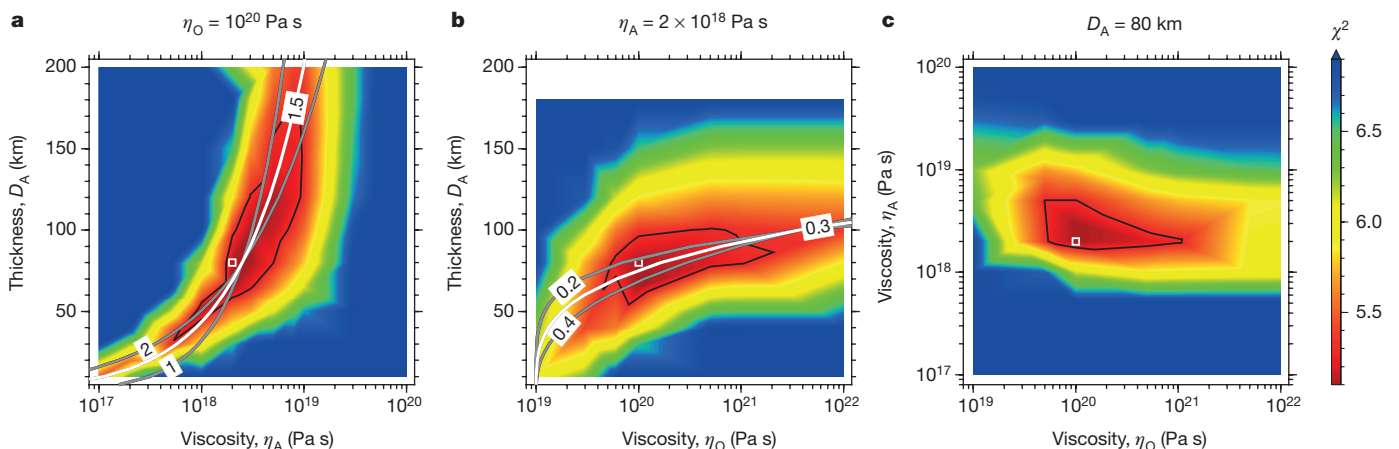 a
η_O = 10^20 Pa s
b
η_A = 2 × 10^18 Pa s
c
D_A = 80 km
χ^2
200
150
100
50
Thickness, D_A (km)
1.5
2
1
10^17
10^18
10^19
10^20
Viscosity, η_A (Pa s)
200
150
100
50
Thickness, D_A (km)
0.2
0.4
0.3
10^19
10^20
10^21
10^22
Viscosity, η_O (Pa s)
10^20
10^19
10^18
10^17
Viscosity, η_A (Pa s)
10^19
10^20
10^21
10^22
Viscosity, η_O (Pa s)
6.5
6.0
5.5